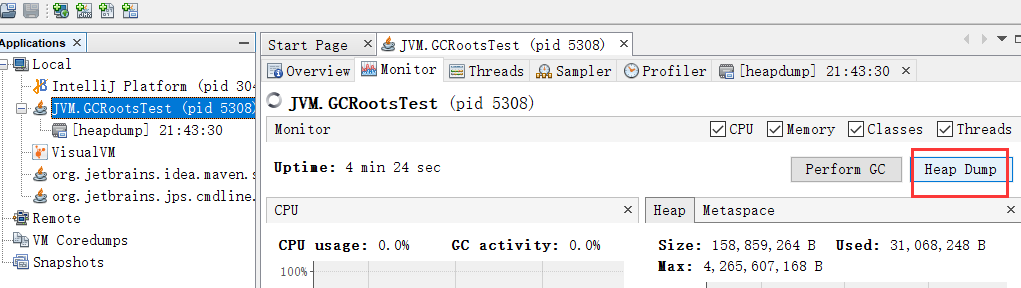 Applications ×
Local
IntelliJ Platform (pid 304
JVM.GCRootsTest (pid 5308)
[heapdump] 21:43:30
VisualVM
org.jetbrains.idea.maven.s
org.jetbrains.jps.cmdline.
Remote
VM Coredumps
Snapshots
Start Page × JVM.GCRootsTest (pid 5308) ×
Overview Monitor Threads Sampler Profiler [heapdump] 21:43:30 ×
JVM.GCRootsTest (pid 5308)
Monitor CPU Memory Classes Threads
Uptime: 4 min 24 sec Perform GC Heap Dump
CPU × Heap Metaspace ×
CPU usage: 0.0% GC activity: 0.0% Size: 158,859,264 B Used: 31,068,248 B
Max: 4,265,607,168 B
100%